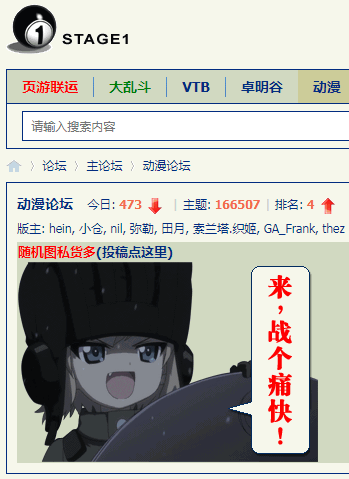 1 STAGE1
页游联运 大乱斗 VTB 卓明谷 动漫
请输入搜索内容
论坛 主论坛 动漫论坛
动漫论坛 今日: 473 主题: 166507 排名: 4
版主: hein, 小仓, nil, 弥勒, 田月, 索兰塔.织姬, GA_Frank, thez
随机图私货多(投稿点这里)
来，战个痛快！